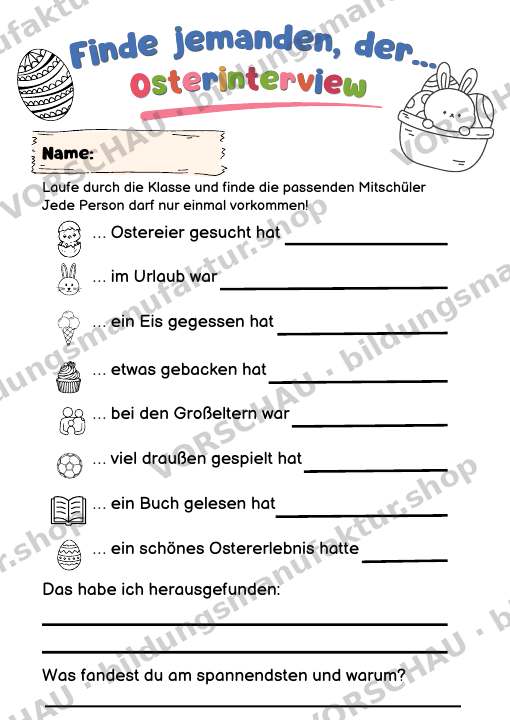 Finde jemanden, der...
Osterinterview
Name:
Laufe durch die Klasse und finde die passenden Mitschüler
Jede Person darf nur einmal vorkommen!
... Ostereier gesucht hat
... im Urlaub war
... ein Eis gegessen hat
... etwas gebacken hat
... bei den Großeltern war
... viel draußen gespielt hat
... ein Buch gelesen hat
... ein schönes Ostererlebnis hatte
Das habe ich herausgefunden:
Was fandest du am spannendsten und warum?
VORSCHAU · bildungsmanufaktur.shop